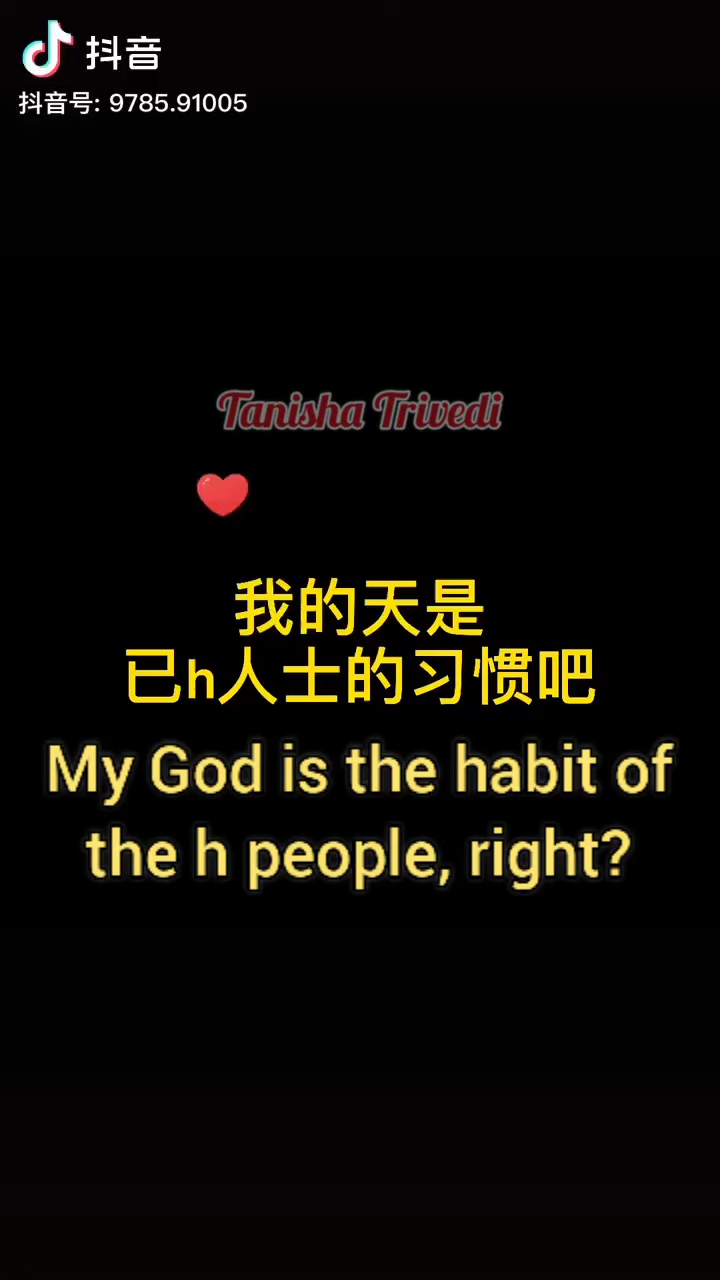 抖音
抖音号: 9785.91005
Tanisha Trivedi
我的天是
已h人士的习惯吧
My God is the habit of
the h people, right?